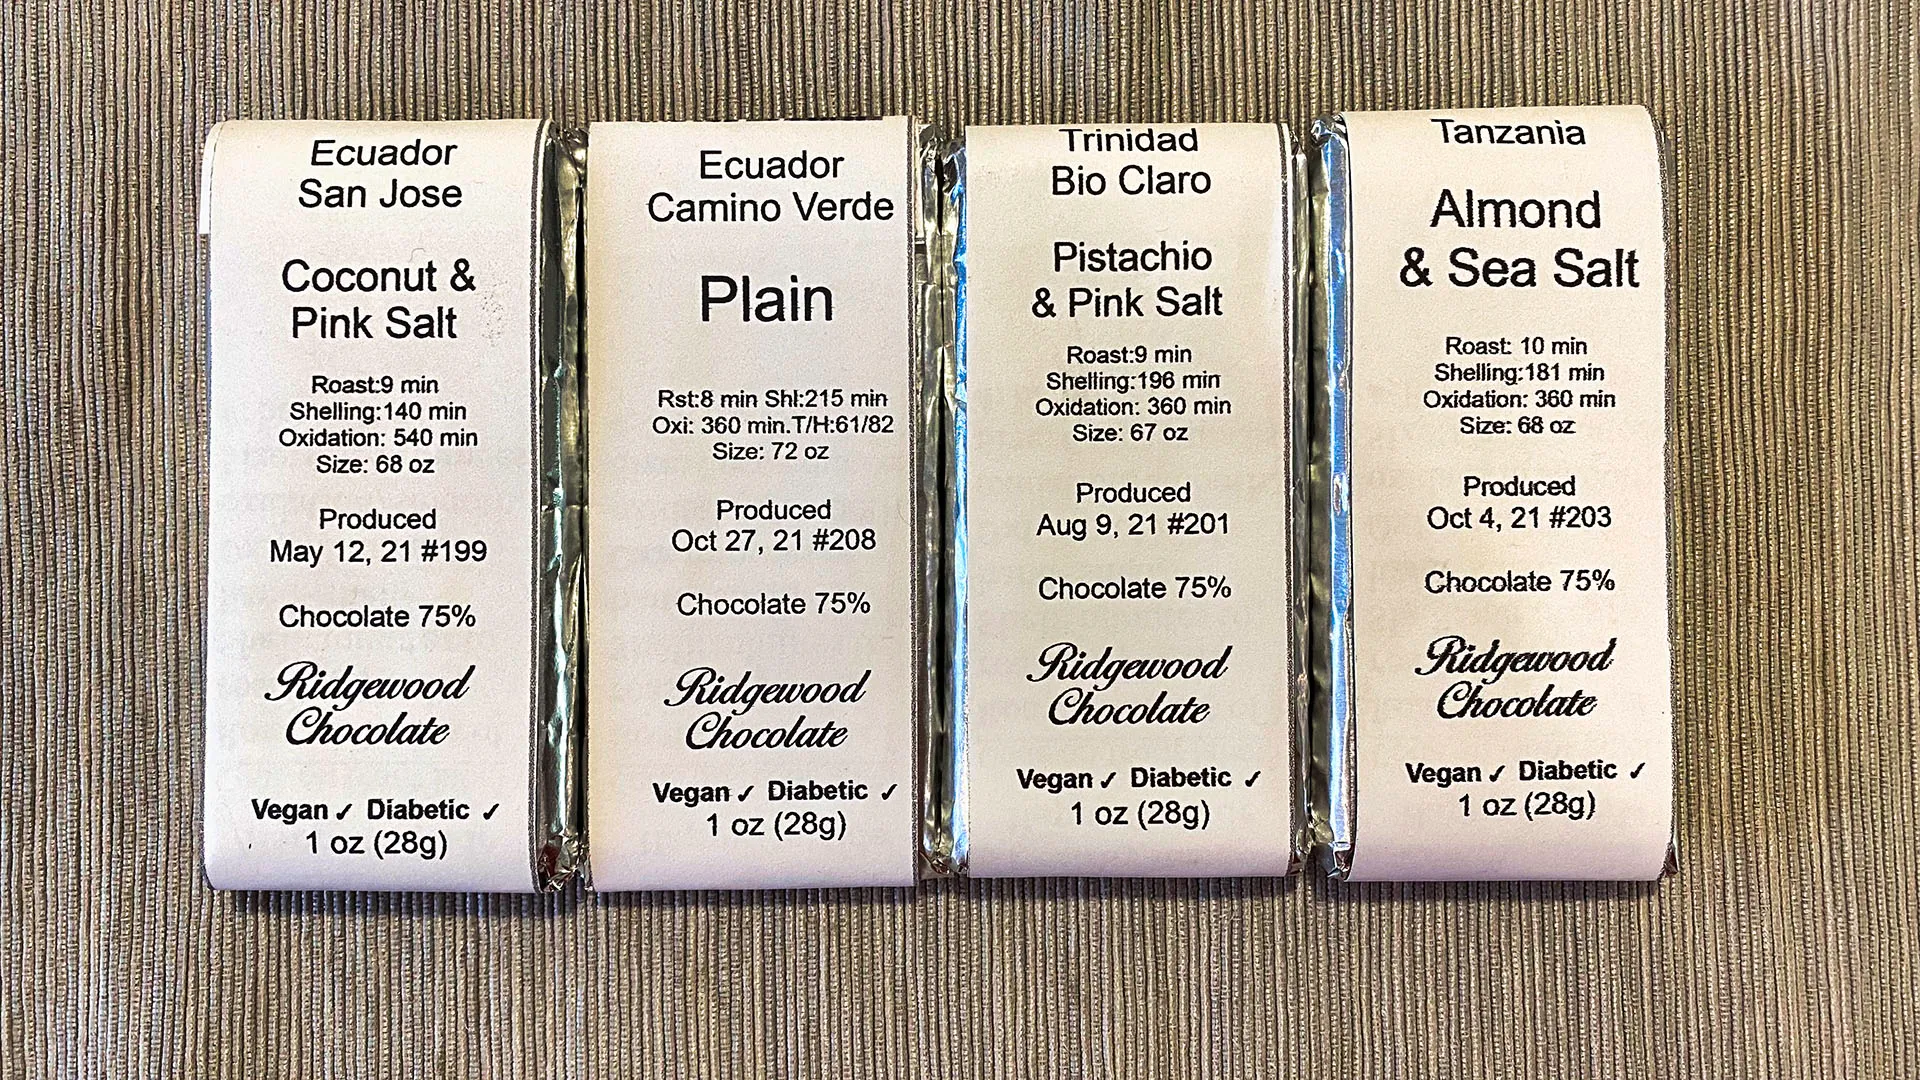 Ecuador
San Jose
Coconut &
Pink Salt
Roast:9 min
Shelling:140 min
Oxidation: 540 min
Size: 68 oz
Produced
May 12, 21 #199
Chocolate 75%
Ridgewood
Chocolate
Vegan ✓ Diabetic ✓
1 oz (28g)
Ecuador
Camino Verde
Plain
Rst:8 min Shl:215 min
Oxi: 360 min.T/H:61/82
Size: 72 oz
Produced
Oct 27, 21 #208
Chocolate 75%
Ridgewood
Chocolate
Vegan ✓ Diabetic ✓
1 oz (28g)
Trinidad
Bio Claro
Pistachio
& Pink Salt
Roast:9 min
Shelling:196 min
Oxidation: 360 min
Size: 67 oz
Produced
Aug 9, 21 #201
Chocolate 75%
Ridgewood
Chocolate
Vegan ✓ Diabetic ✓
1 oz (28g)
Tanzania
Almond
& Sea Salt
Roast: 10 min
Shelling:181 min
Oxidation: 360 min
Size: 68 oz
Produced
Oct 4, 21 #203
Chocolate 75%
Ridgewood
Chocolate
Vegan ✓ Diabetic ✓
1 oz (28g)